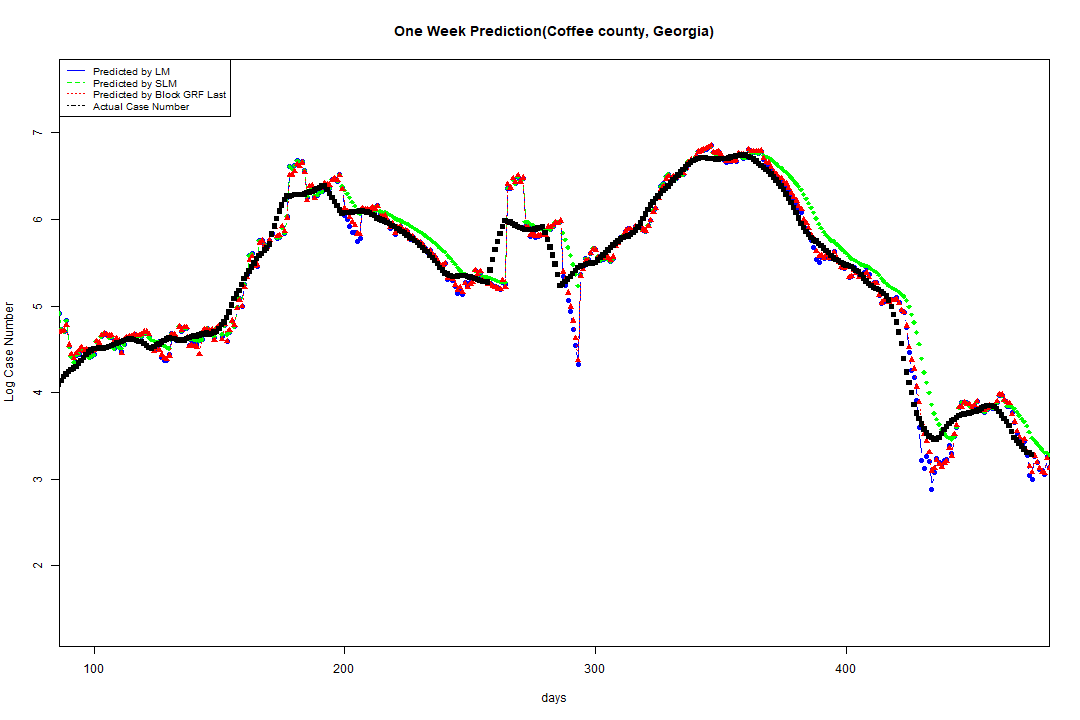 One Week Prediction(Coffee county, Georgia)
Predicted by LM
Predicted by SLM
Predicted by Block GRF Last
Actual Case Number
7
6
5
4
3
2
Log Case Number
100 200 300 400
days